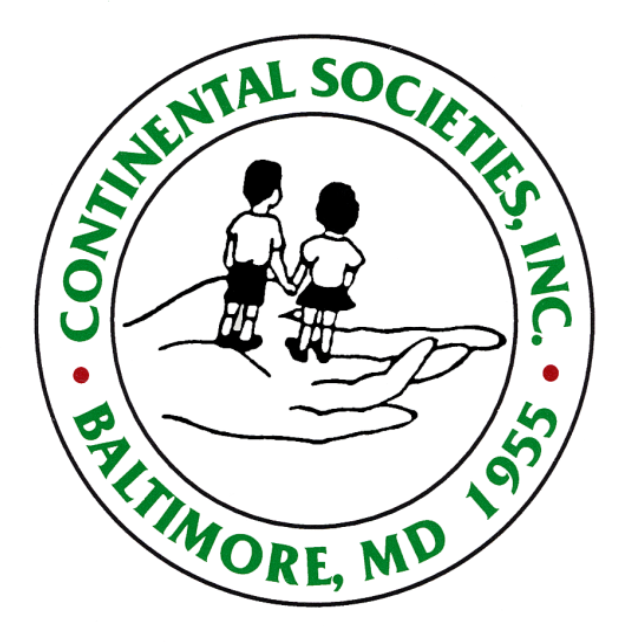 CONTINENTAL SOCIETIES, INC.
BALTIMORE, MD 1955